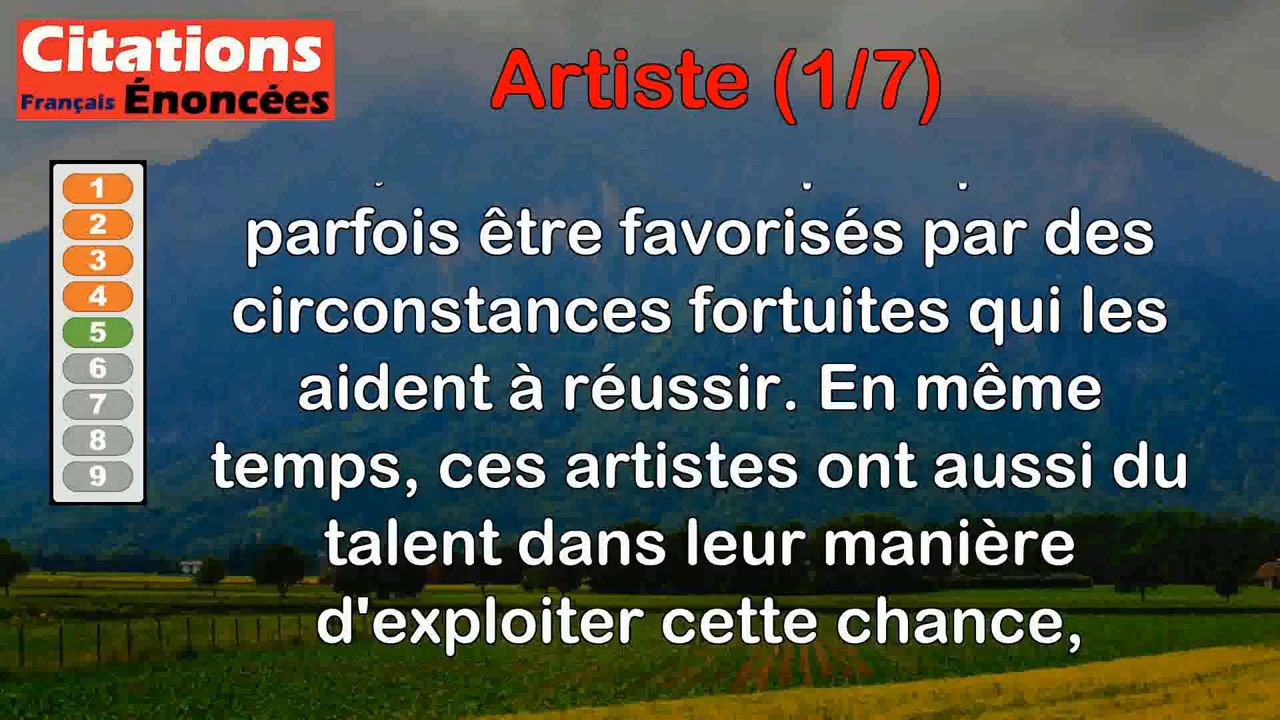 Citations
Français Énoncées
Artiste (1/7)
1
2
3
4
5
6
7
8
9
parfois être favorisés par des
circonstances fortuites qui les
aident à réussir. En même
temps, ces artistes ont aussi du
talent dans leur manière
d'exploiter cette chance,